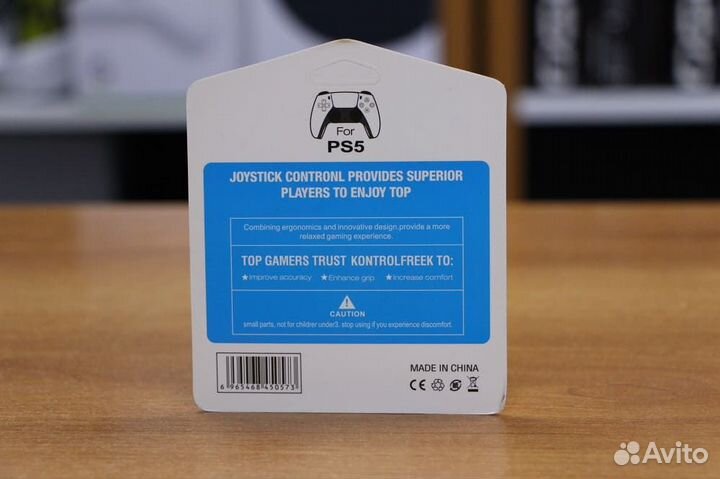 For
PS5
JOYSTICK CONTRONL PROVIDES SUPERIOR
PLAYERS TO ENJOY TOP
Combining ergonomics and innovative design,provide a more
relaxed gaming experience.
TOP GAMERS TRUST KONTROLFREEK TO:
★Improve accuracy ★Enhance grip ★Increase comfort
CAUTION
small parts, not for children under3. stop using if you experience discomfort.
MADE IN CHINA
6 965468 450573
CE
Avito